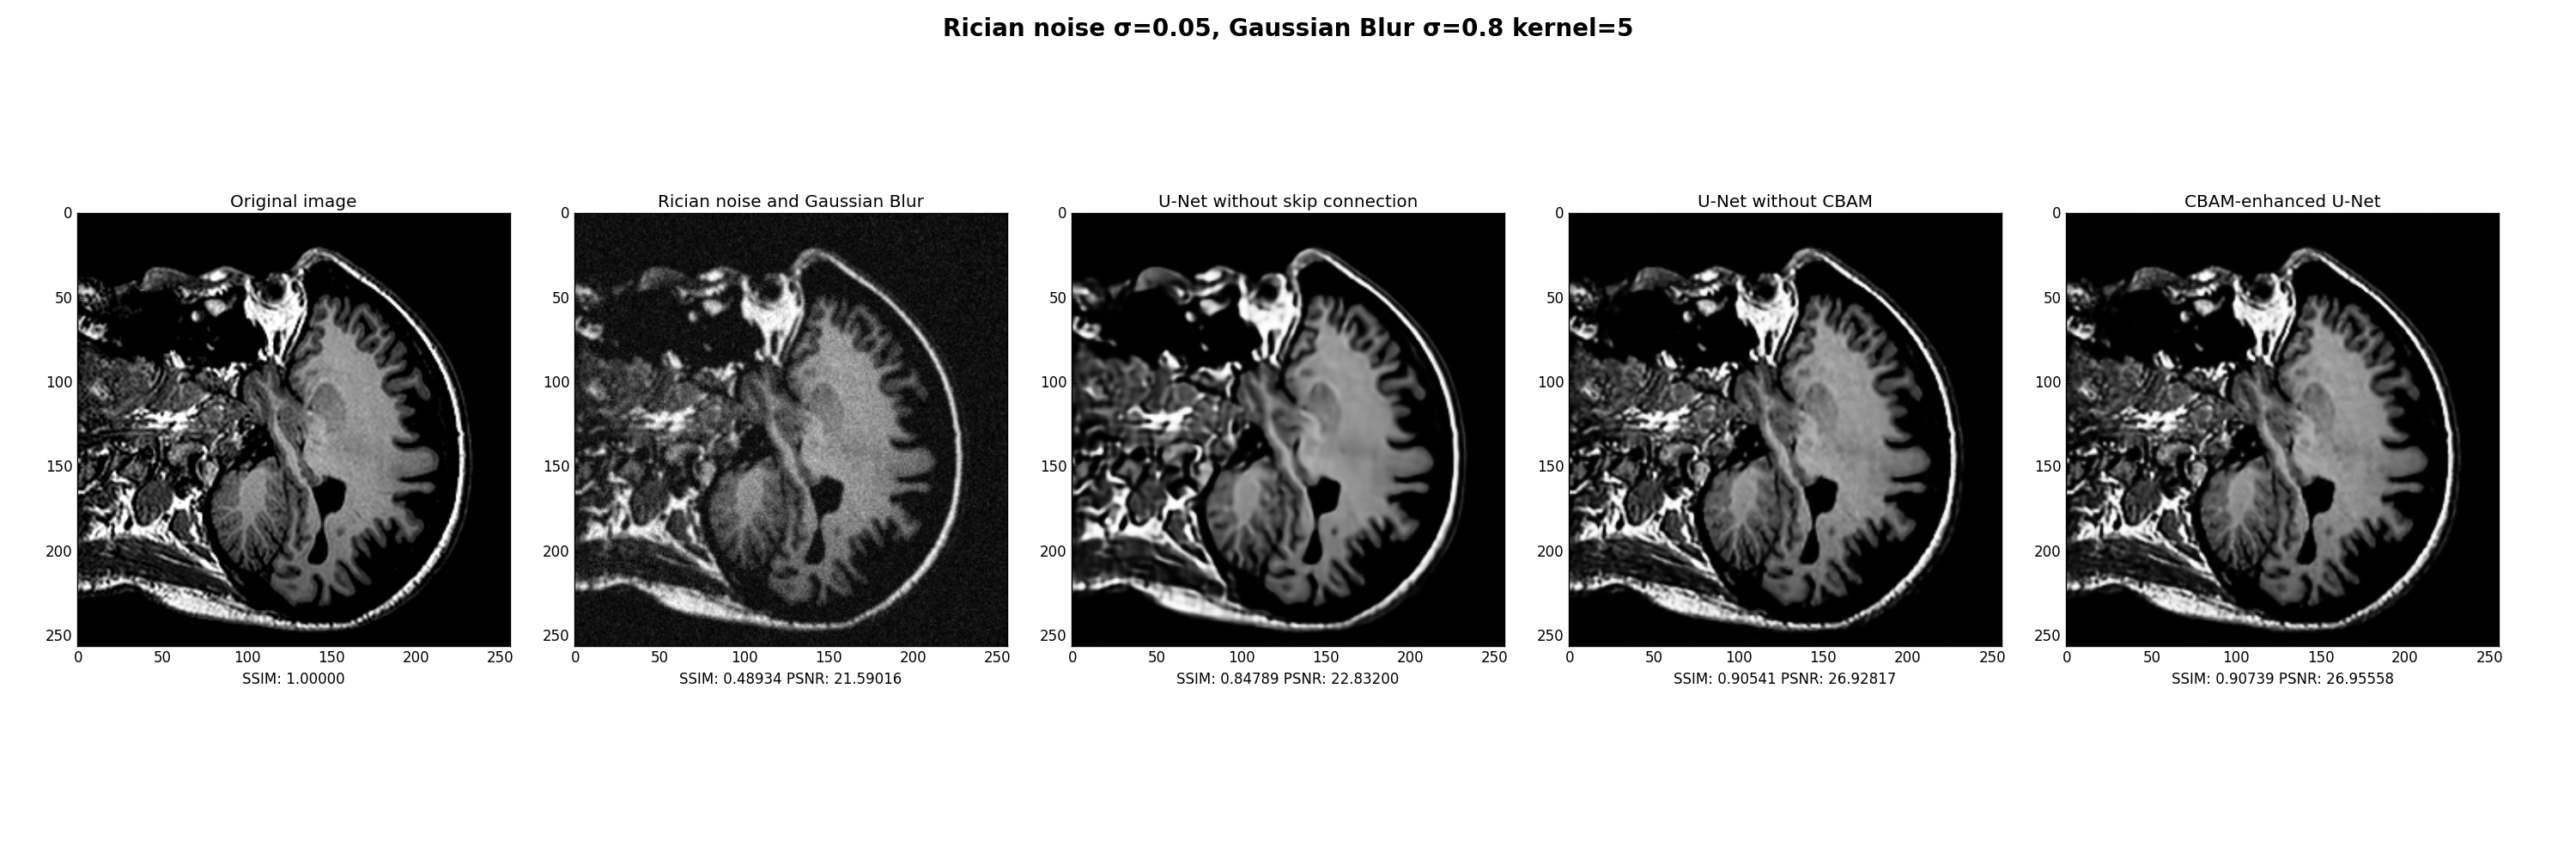 Rician noise σ=0.05, Gaussian Blur σ=0.8 kernel=5
Original image
0
50
100
150
200
250
0 50 100 150 200 250
SSIM: 1.00000
Rician noise and Gaussian Blur
0
50
100
150
200
250
0 50 100 150 200 250
SSIM: 0.48934 PSNR: 21.59016
U-Net without skip connection
0
50
100
150
200
250
0 50 100 150 200 250
SSIM: 0.84789 PSNR: 22.83200
U-Net without CBAM
0
50
100
150
200
250
0 50 100 150 200 250
SSIM: 0.90541 PSNR: 26.92817
CBAM-enhanced U-Net
0
50
100
150
200
250
0 50 100 150 200 250
SSIM: 0.90739 PSNR: 26.95558